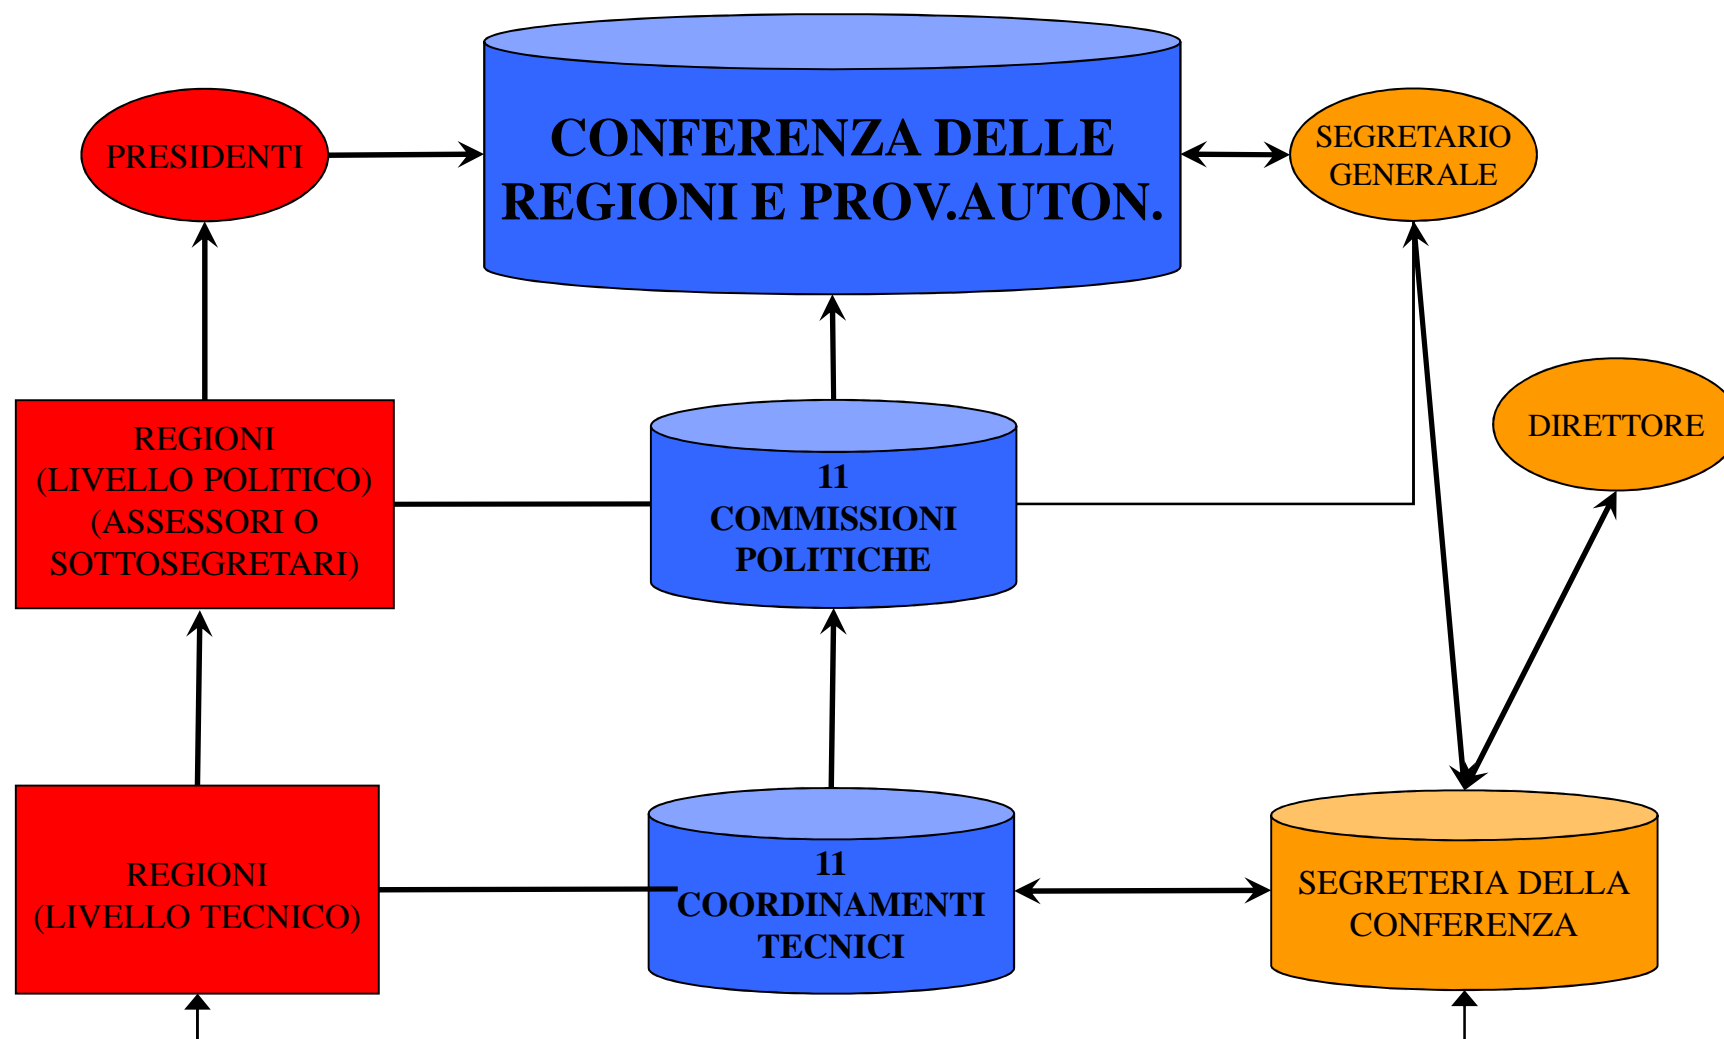 CONFERENZA DELLE
REGIONI E PROV.AUTON.
PRESIDENTI
SEGRETARIO
GENERALE
DIRETTORE
REGIONI
(LIVELLO POLITICO)
(ASSESSORI O
SOTTOSEGRETARI)
11
COMMISSIONI
POLITICHE
REGIONI
(LIVELLO TECNICO)
11
COORDINAMENTI
TECNICI
SEGRETERIA DELLA
CONFERENZA